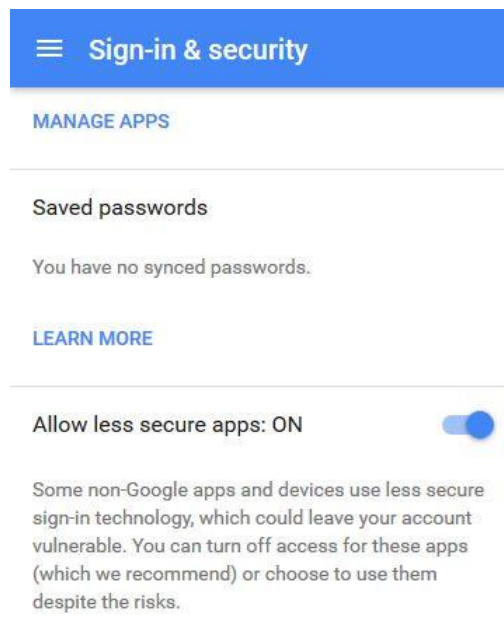 Sign-in & security
MANAGE APPS
Saved passwords
You have no synced passwords.
LEARN MORE
Allow less secure apps: ON
Some non-Google apps and devices use less secure
sign-in technology, which could leave your account
vulnerable. You can turn off access for these apps
(which we recommend) or choose to use them
despite the risks.